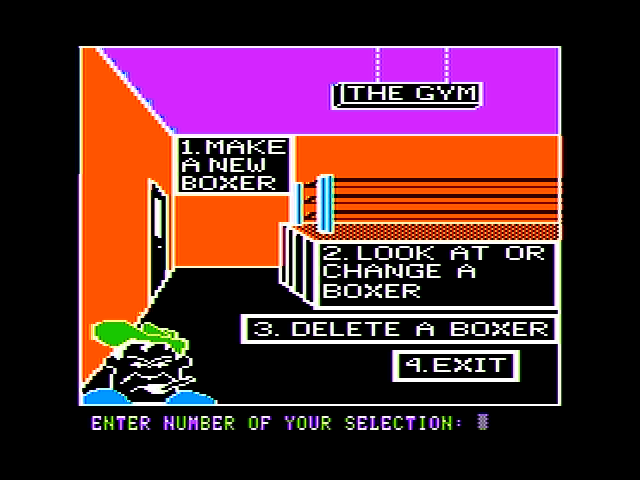 THE GYM
1.MAKE
A NEW
BOXER
2.LOOK AT OR
CHANGE A
BOXER
3. DELETE A BOXER
4.EXIT
ENTER NUMBER OF YOUR SELECTION: